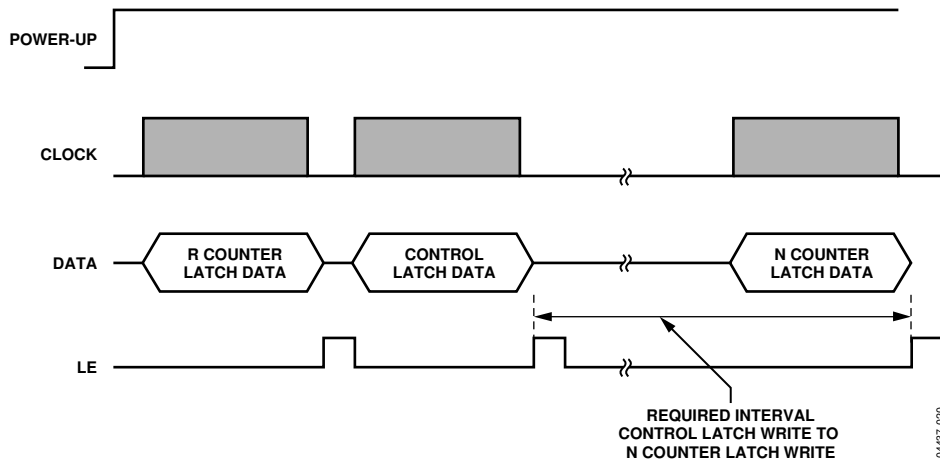 POWER-UP
CLOCK
DATA
R COUNTER
LATCH DATA
CONTROL
LATCH DATA
N COUNTER
LATCH DATA
LE
REQUIRED INTERVAL
CONTROL LATCH WRITE TO
N COUNTER LATCH WRITE